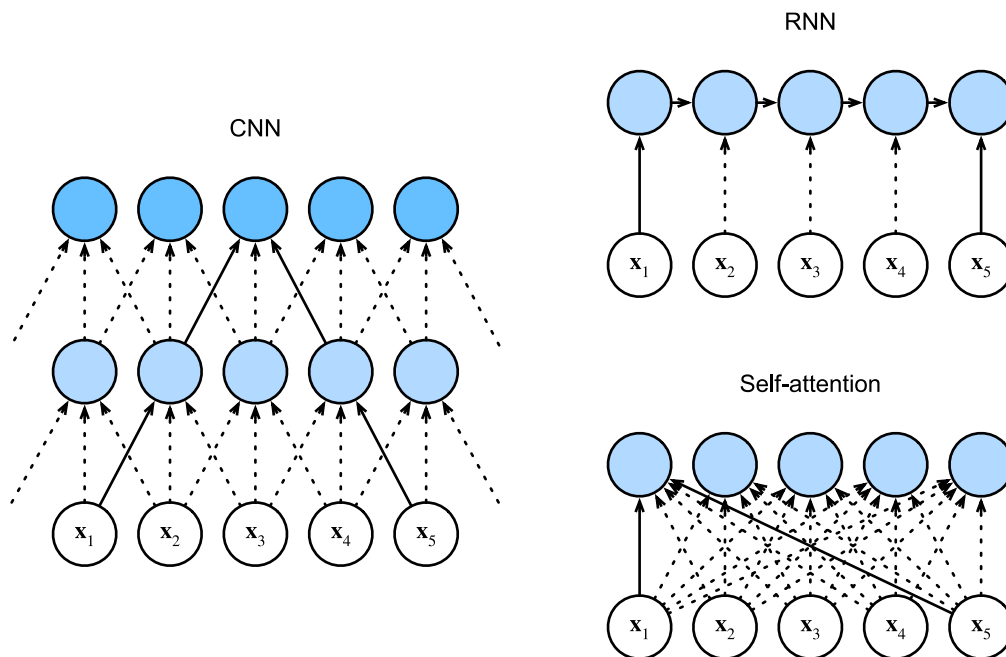 CNN
x₁ x₂ x₃ x₄ x₅
RNN
x₁ x₂ x₃ x₄ x₅
Self-attention
x₁ x₂ x₃ x₄ x₅